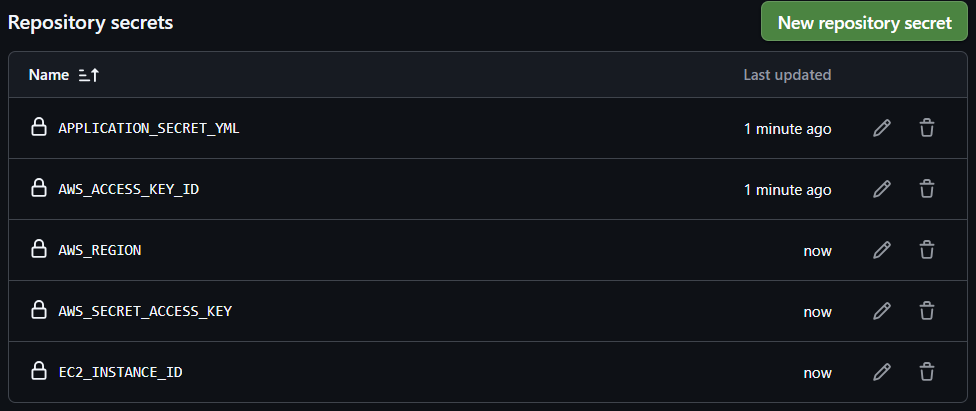 Repository secrets
New repository secret
Name
Last updated
APPLICATION_SECRET_YML
1 minute ago
AWS_ACCESS_KEY_ID
1 minute ago
AWS_REGION
now
AWS_SECRET_ACCESS_KEY
now
EC2_INSTANCE_ID
now